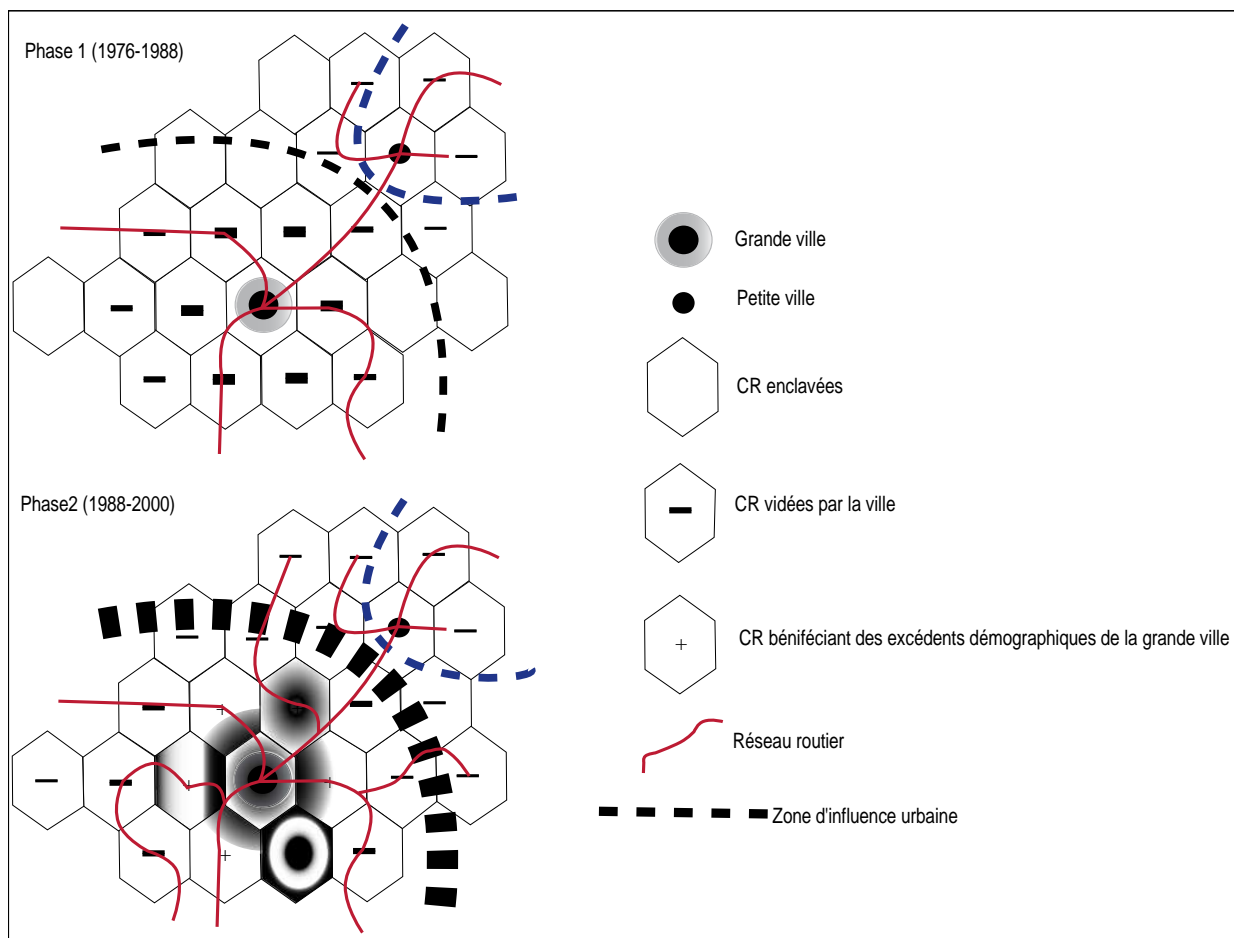 Phase 1 (1976-1988)
Grande ville
Petite ville
CR enclavées
CR vidées par la ville
Phase2 (1988-2000)
CR bénificiant des excédents démographiques de la grande ville
Réseau routier
Zone d'influence urbaine